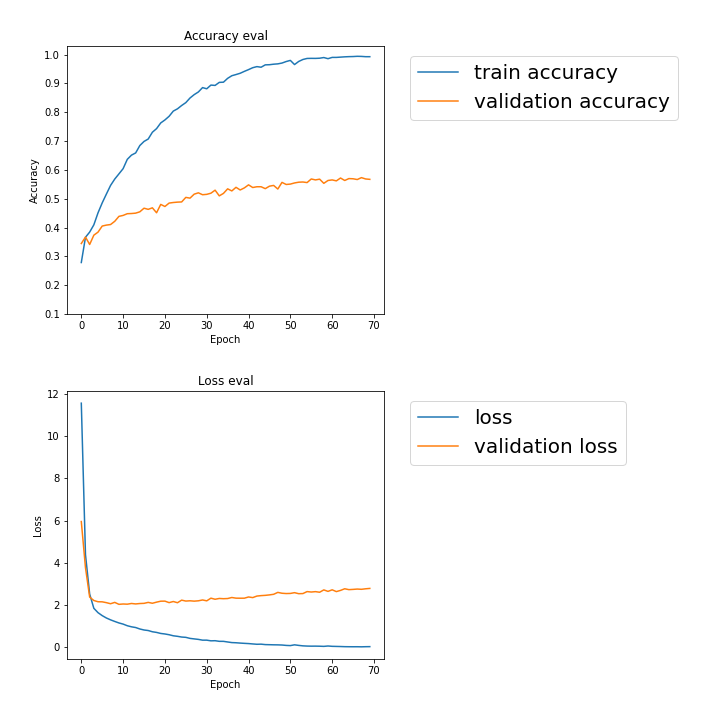 Accuracy eval
1.0
0.9
0.8
0.7
0.6
0.5
0.4
0.3
0.2
0.1
Accuracy
0 10 20 30 40 50 60 70
Epoch
train accuracy
validation accuracy
Loss eval
12
10
8
6
4
2
0
Loss
0 10 20 30 40 50 60 70
Epoch
loss
validation loss